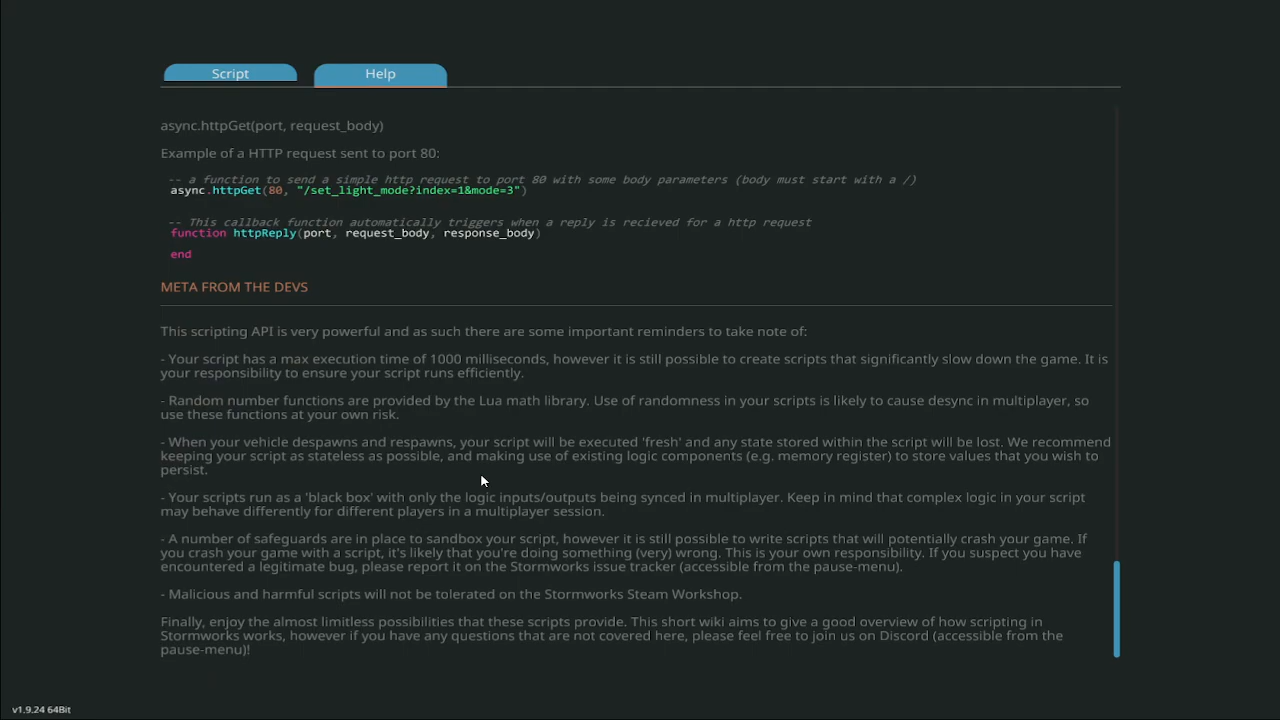 Script
Help
async.httpGet(port, request_body)
Example of a HTTP request sent to port 80:
-- a function to send a simple http request to port 80 with some body parameters (body must start with a /)
async.httpGet(80, "/set_light_mode?index=1&mode=3")
-- This callback function automatically triggers when a reply is recieved for a http request
function httpReply(port, request_body, response_body)
end
META FROM THE DEVS
This scripting API is very powerful and as such there are some important reminders to take note of:
- Your script has a max execution time of 1000 milliseconds, however it is still possible to create scripts that significantly slow down the game. It is
your responsibility to ensure your script runs efficiently.
- Random number functions are provided by the Lua math library. Use of randomness in your scripts is likely to cause desync in multiplayer, so
use these functions at your own risk.
- When your vehicle despawns and respawns, your script will be executed 'fresh' and any state stored within the script will be lost. We recommend
keeping your script as stateless as possible, and making use of existing logic components (e.g. memory register) to store values that you wish to
persist.
- Your scripts run as a 'black box' with only the logic inputs/outputs being synced in multiplayer. Keep in mind that complex logic in your script
may behave differently for different players in a multiplayer session.
- A number of safeguards are in place to sandbox your script, however it is still possible to write scripts that will potentially crash your game. If
you crash your game with a script, it's likely that you're doing something (very) wrong. This is your own responsibility. If you suspect you have
encountered a legitimate bug, please report it on the Stormworks issue tracker (accessible from the pause-menu).
- Malicious and harmful scripts will not be tolerated on the Stormworks Steam Workshop.
Finally, enjoy the almost limitless possibilities that these scripts provide. This short wiki aims to give a good overview of how scripting in
Stormworks works, however if you have any questions that are not covered here, please feel free to join us on Discord (accessible from the
pause-menu)!
v1.9.24 64Bit